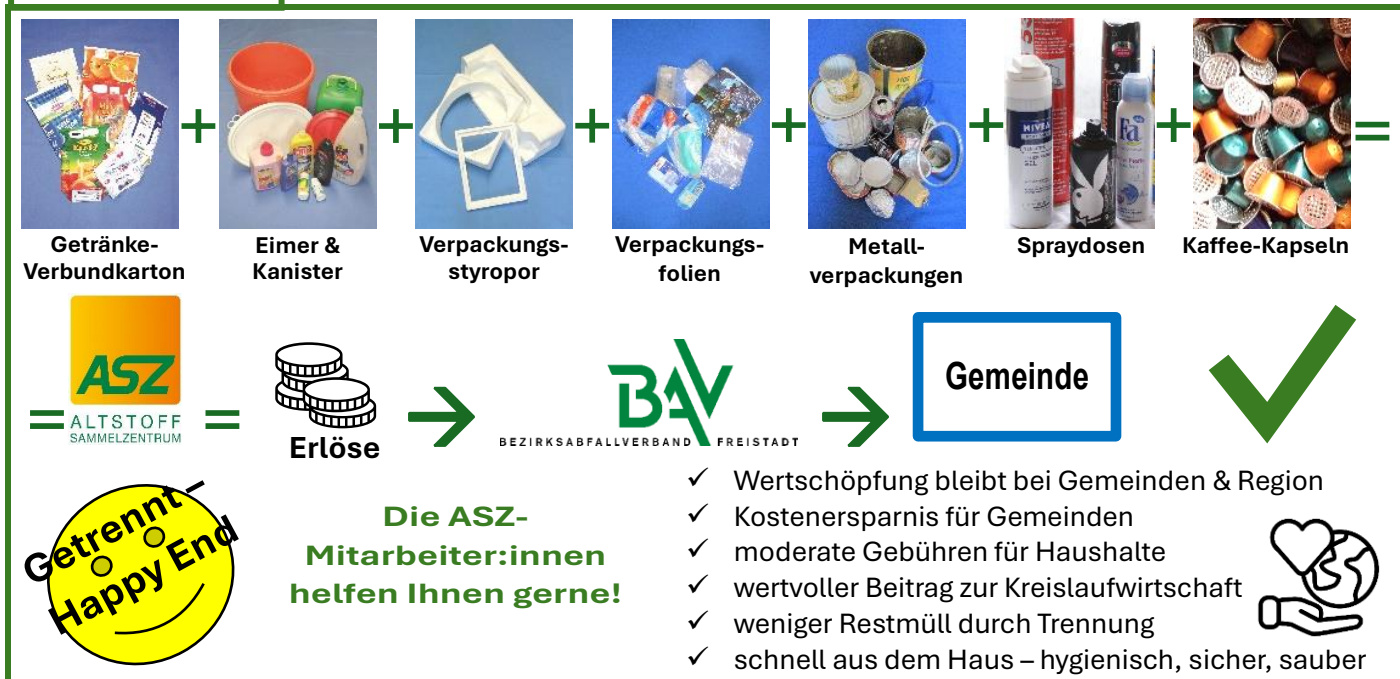 Getränke-
Verbundkarton
Eimer &
Kanister
Verpackungs-
styropor
Verpackungs-
folien
Metall-
verpackungen
Spraydosen
Kaffee-Kapseln
NIVEA
Fa
+ + + + + + =
=
ASZ
ALTSTOFF
SAMMELZENTRUM
=
Erlöse
BAV
BEZIRKSABFALLVERBAND FREISTADT
Gemeinde
Getrennt –
Happy End
Die ASZ-
Mitarbeiter:innen
helfen Ihnen gerne!
✓ Wertschöpfung bleibt bei Gemeinden & Region
✓ Kostenersparnis für Gemeinden
✓ moderate Gebühren für Haushalte
✓ wertvoller Beitrag zur Kreislaufwirtschaft
✓ weniger Restmüll durch Trennung
✓ schnell aus dem Haus – hygienisch, sicher, sauber